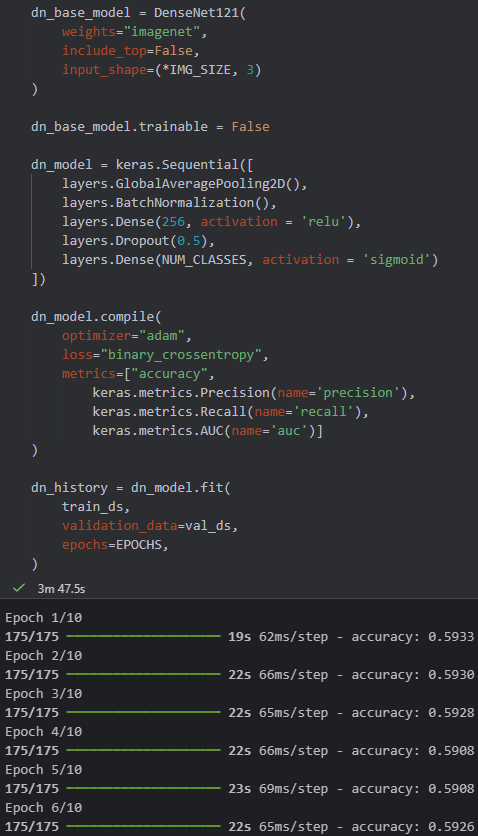 dn_base_model = DenseNet121(
    weights="imagenet",
    include_top=False,
    input_shape=(*IMG_SIZE, 3)
)
dn_base_model.trainable = False
dn_model = keras.Sequential([
    layers.GlobalAveragePooling2D(),
    layers.BatchNormalization(),
    layers.Dense(256, activation = 'relu'),
    layers.Dropout(0.5),
    layers.Dense(NUM_CLASSES, activation = 'sigmoid')
])
dn_model.compile(
    optimizer="adam",
    loss="binary_crossentropy",
    metrics=["accuracy",
        keras.metrics.Precision(name='precision'),
        keras.metrics.Recall(name='recall'),
        keras.metrics.AUC(name='auc')]
)
dn_history = dn_model.fit(
    train_ds,
    validation_data=val_ds,
    epochs=EPOCHS,
)
3m 47.5s
Epoch 1/10
175/175 19s 62ms/step - accuracy: 0.5933
Epoch 2/10
175/175 22s 66ms/step - accuracy: 0.5930
Epoch 3/10
175/175 22s 65ms/step - accuracy: 0.5928
Epoch 4/10
175/175 22s 66ms/step - accuracy: 0.5908
Epoch 5/10
175/175 23s 69ms/step - accuracy: 0.5908
Epoch 6/10
175/175 22s 65ms/step - accuracy: 0.5926